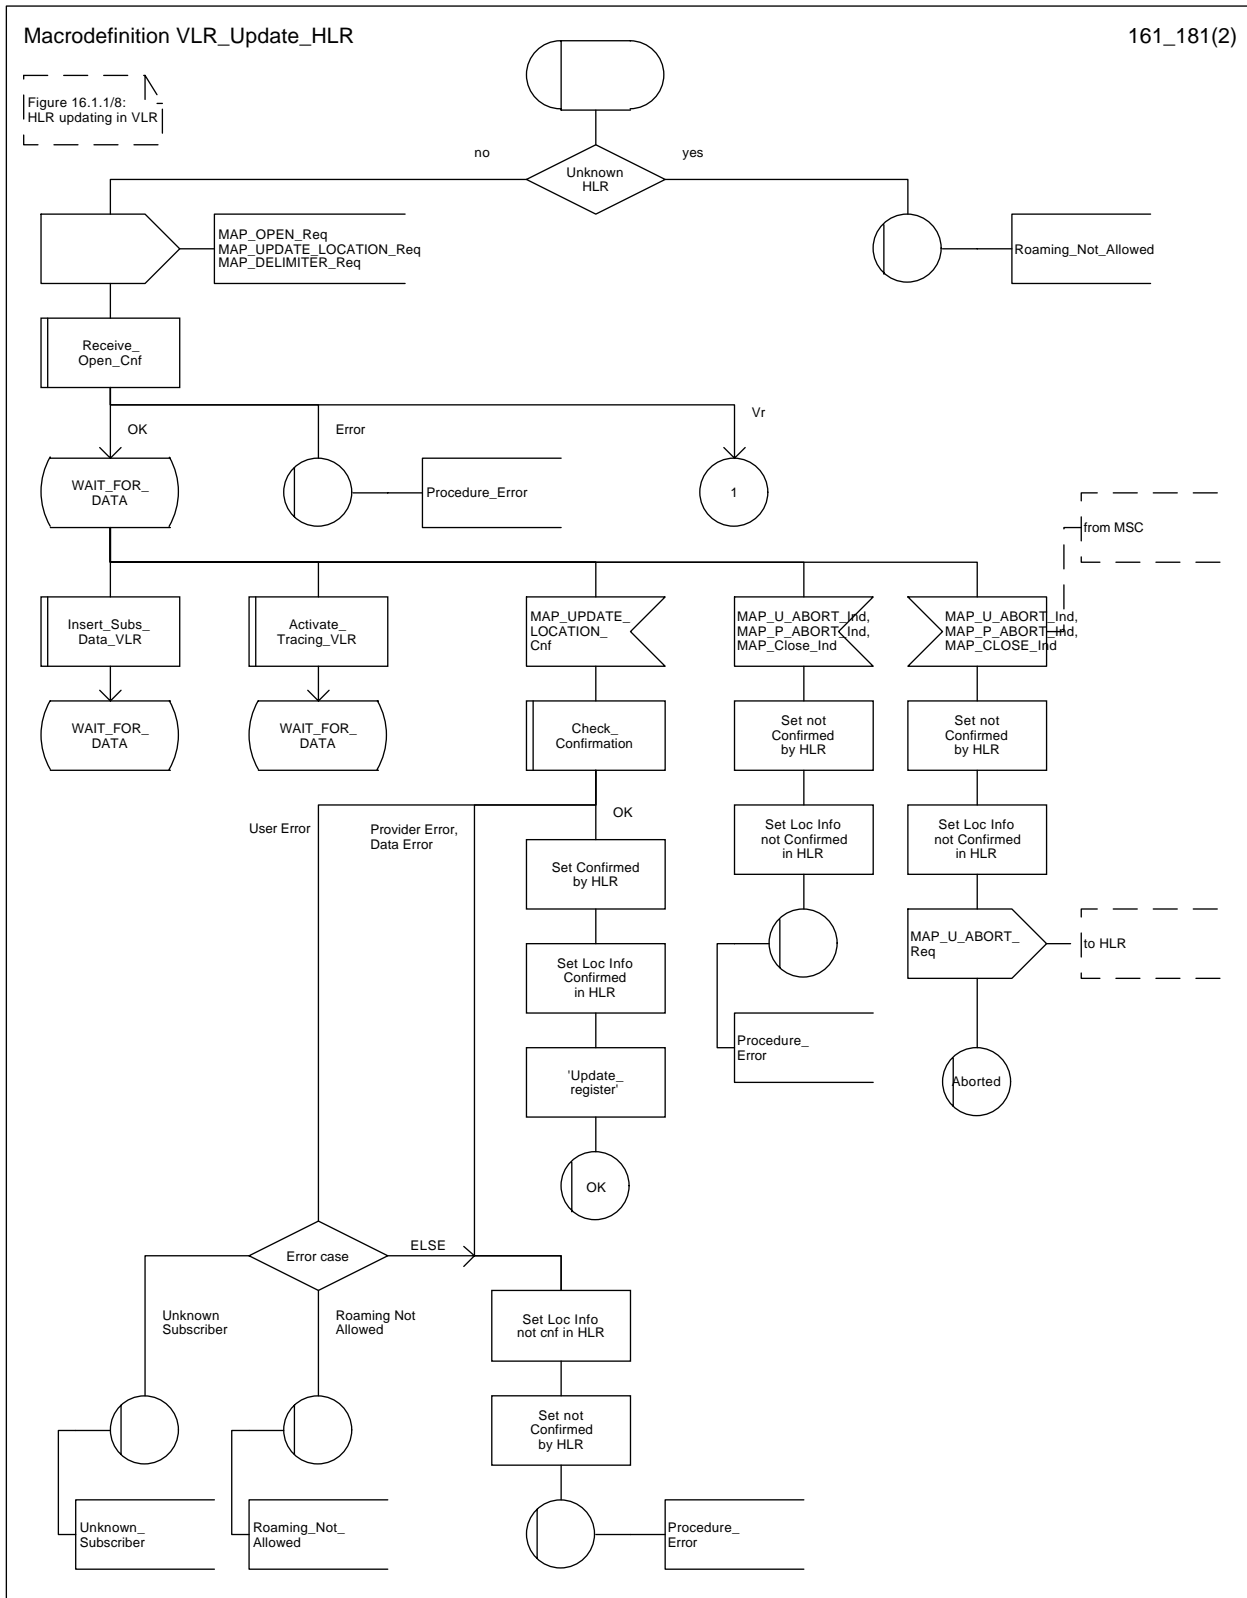 Macrodefinition VLR_Update_HLR
161_181(2)
Figure 16.1.1/8:
HLR updating in VLR
no
yes
Unknown
HLR
MAP_OPEN_Req
MAP_UPDATE_LOCATION_Req
MAP_DELIMITER_Req
Roaming_Not_Allowed
Receive_
Open_Cnf
OK
Error
Vr
WAIT_FOR_
DATA
Procedure_Error
1
from MSC
Insert_Subs_
Data_VLR
Activate_
Tracing_VLR
MAP_UPDATE_
LOCATION_
Cnf
MAP_U_ABORT_Ind,
MAP_P_ABORT_Ind,
MAP_Close_Ind
MAP_U_ABORT_Ind,
MAP_P_ABORT_Ind,
MAP_CLOSE_Ind
WAIT_FOR_
DATA
WAIT_FOR_
DATA
Check_
Confirmation
Set not
Confirmed
by HLR
Set not
Confirmed
by HLR
User Error
Provider Error,
Data Error
OK
Set Loc Info
not Confirmed
in HLR
Set Loc Info
not Confirmed
in HLR
Set Confirmed
by HLR
MAP_U_ABORT_
Req
to HLR
Set Loc Info
Confirmed
in HLR
Procedure_
Error
'Update_
register'
Aborted
OK
Error case
ELSE
Unknown
Subscriber
Roaming Not
Allowed
Set Loc Info
not cnf in HLR
Set not
Confirmed
by HLR
Unknown_
Subscriber
Roaming_Not_
Allowed
Procedure_
Error